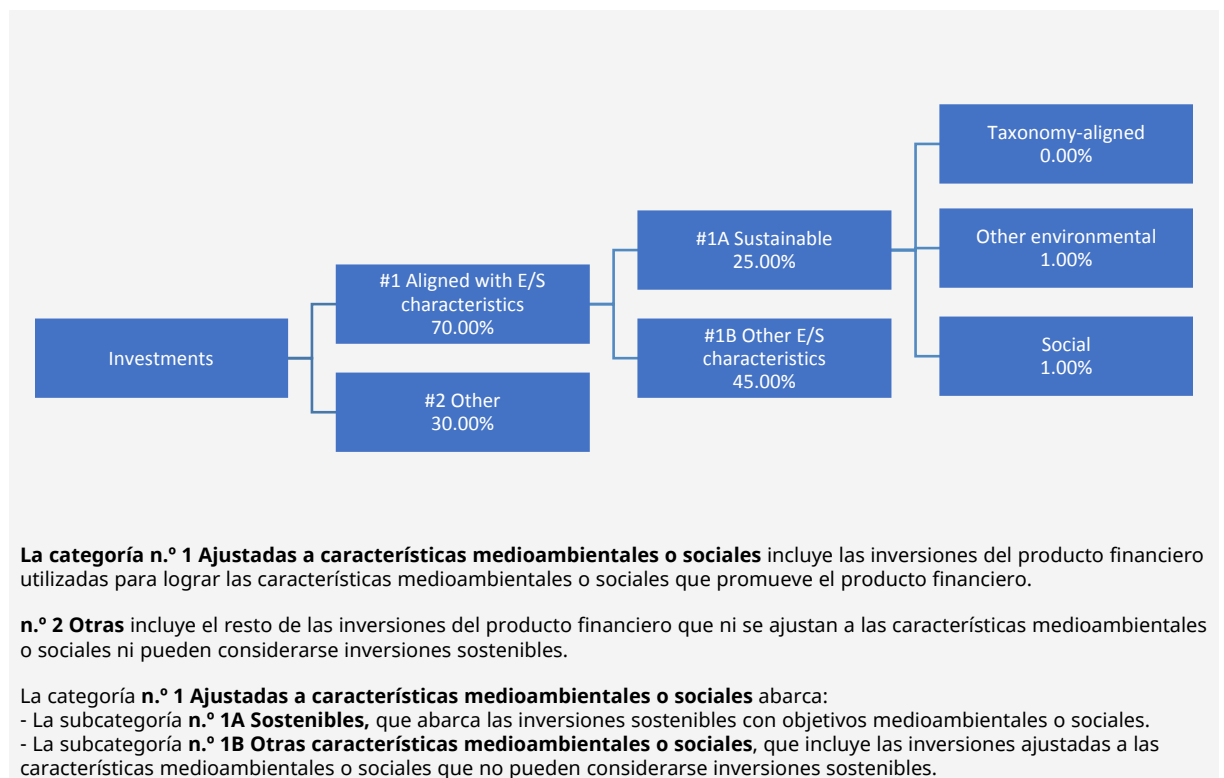 Taxonomy-aligned
0.00%
#1A Sustainable
25.00%
Other environmental
1.00%
#1 Aligned with E/S
characteristics
70.00%
Investments
#1B Other E/S
characteristics
45.00%
Social
1.00%
#2 Other
30.00%
La categoría n.º 1 Ajustadas a características medioambientales o sociales incluye las inversiones del producto financiero
utilizadas para lograr las características medioambientales o sociales que promueve el producto financiero.
n.º 2 Otras incluye el resto de las inversiones del producto financiero que ni se ajustan a las características medioambientales
o sociales ni pueden considerarse inversiones sostenibles.
La categoría n.º 1 Ajustadas a características medioambientales o sociales abarca:
- La subcategoría n.º 1A Sostenibles, que abarca las inversiones sostenibles con objetivos medioambientales o sociales.
- La subcategoría n.º 1B Otras características medioambientales o sociales, que incluye las inversiones ajustadas a las
características medioambientales o sociales que no pueden considerarse inversiones sostenibles.